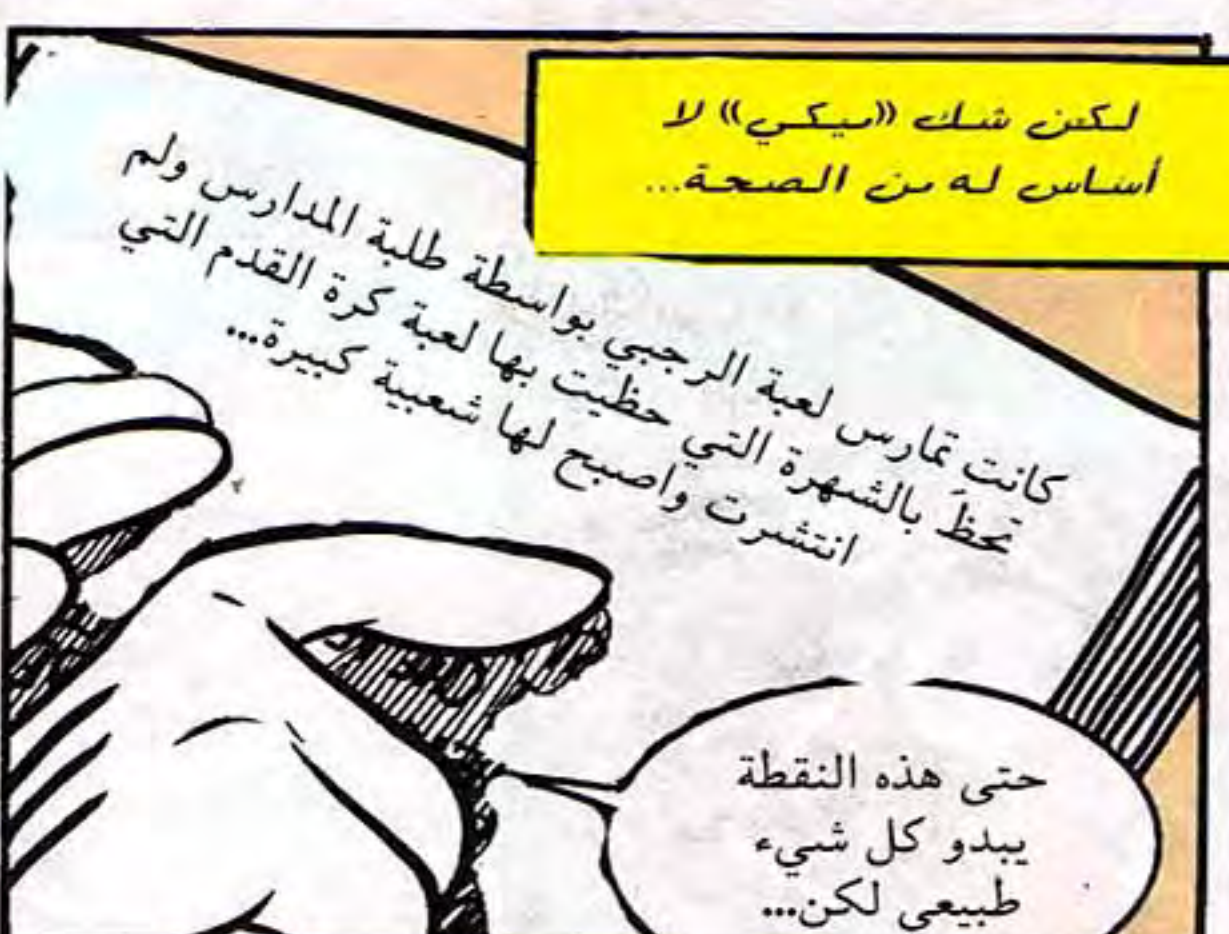 لكن شك «ميكي» لا
أساس له من الصحة...
كانت تمارس لعبة الرجبي بواسطة طلبة المدارس ولم
تحظَ بالشهرة التي حظيت بها لعبة كرة القدم التي
انتشرت واصبح لها شعبية كبيرة...
حتى هذه النقطة
يبدو كل شيء
طبيعي لكن...